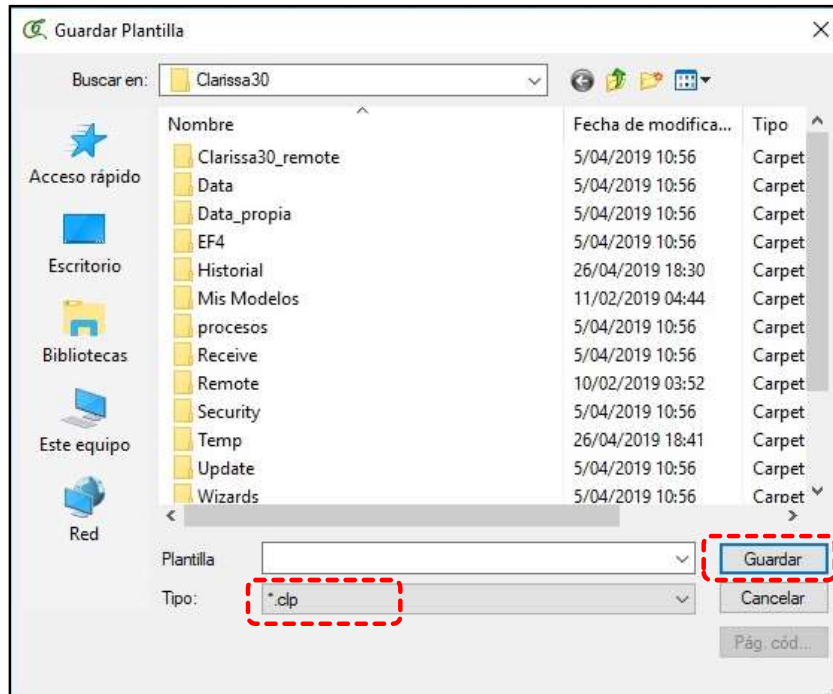 Guardar Plantilla
Buscar en: Clarissa30
Nombre Fecha de modifica... Tipo
Clarissa30_remote 5/04/2019 10:56 Carpet
Data 5/04/2019 10:56 Carpet
Data_propia 5/04/2019 10:56 Carpet
EF4 5/04/2019 10:56 Carpet
Historial 26/04/2019 18:30 Carpet
Mis Modelos 11/02/2019 04:44 Carpet
procesos 5/04/2019 10:56 Carpet
Receive 5/04/2019 10:56 Carpet
Remote 10/02/2019 03:52 Carpet
Security 5/04/2019 10:56 Carpet
Temp 26/04/2019 18:41 Carpet
Update 5/04/2019 10:56 Carpet
Wizards 5/04/2019 10:56 Carpet
Acceso rápido
Escritorio
Bibliotecas
Este equipo
Red
Plantilla Guardar
Tipo: *.clp Cancelar
Pág. cód...